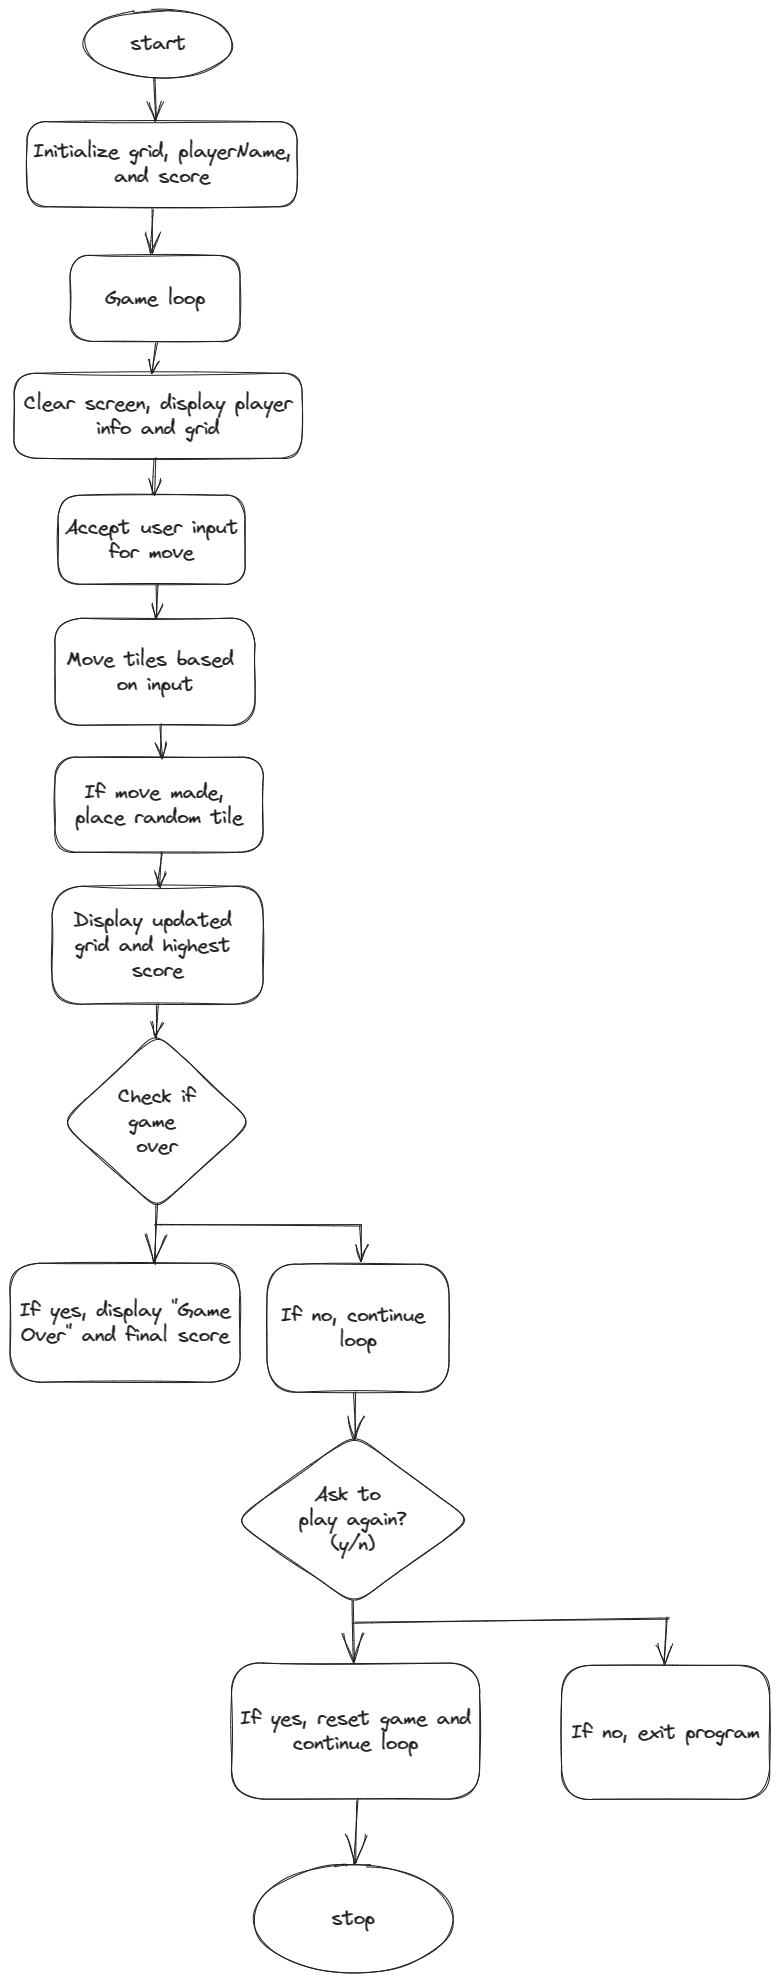 start
Initialize grid, playerName,
and score
Game loop
Clear screen, display player
info and grid
Accept user input
for move
Move tiles based
on input
If move made,
place random tile
Display updated
grid and highest
score
Check if
game
over
If yes, display "Game
Over" and final score
If no, continue
loop
Ask to
play again?
(y/n)
If yes, reset game and
continue loop
If no, exit program
stop